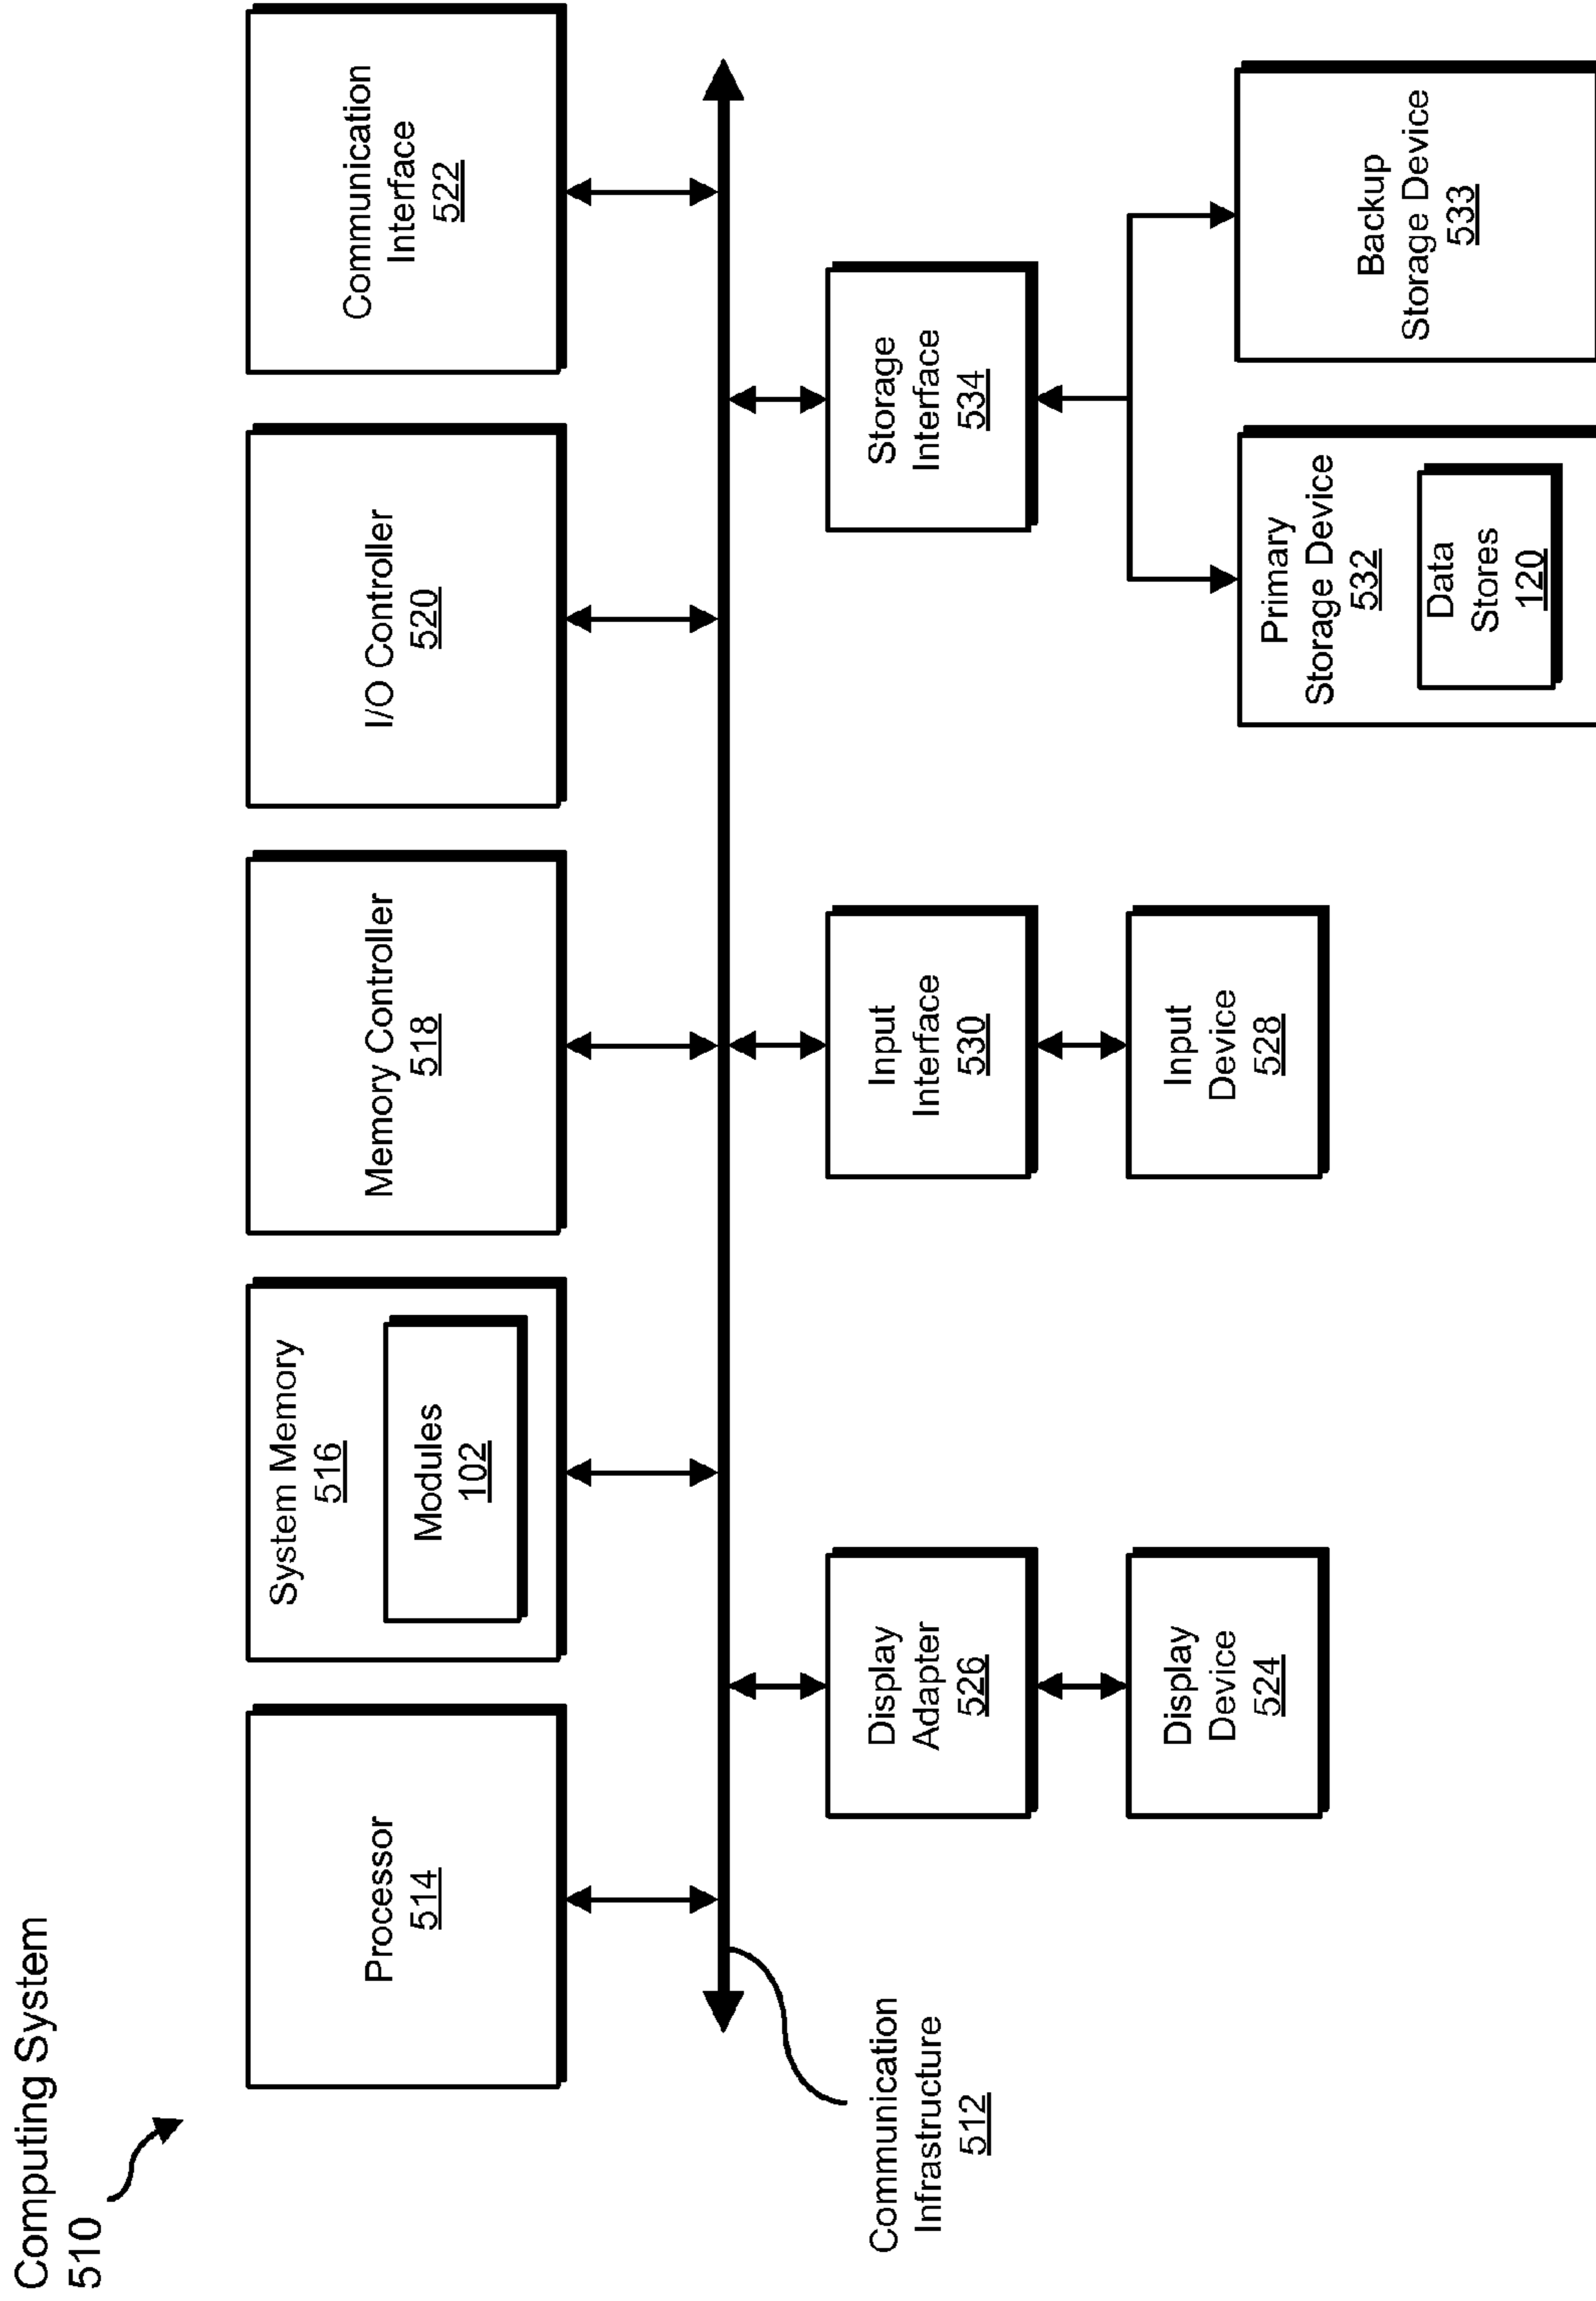 Computing System
510
Processor
514
System Memory
516
Modules
102
Memory Controller
518
I/O Controller
520
Communication
Interface
522
Communication
Infrastructure
512
Display
Adapter
526
Display
Device
524
Input
Interface
530
Input
Device
528
Storage
Interface
534
Primary
Storage Device
532
Data
Stores
120
Backup
Storage Device
533